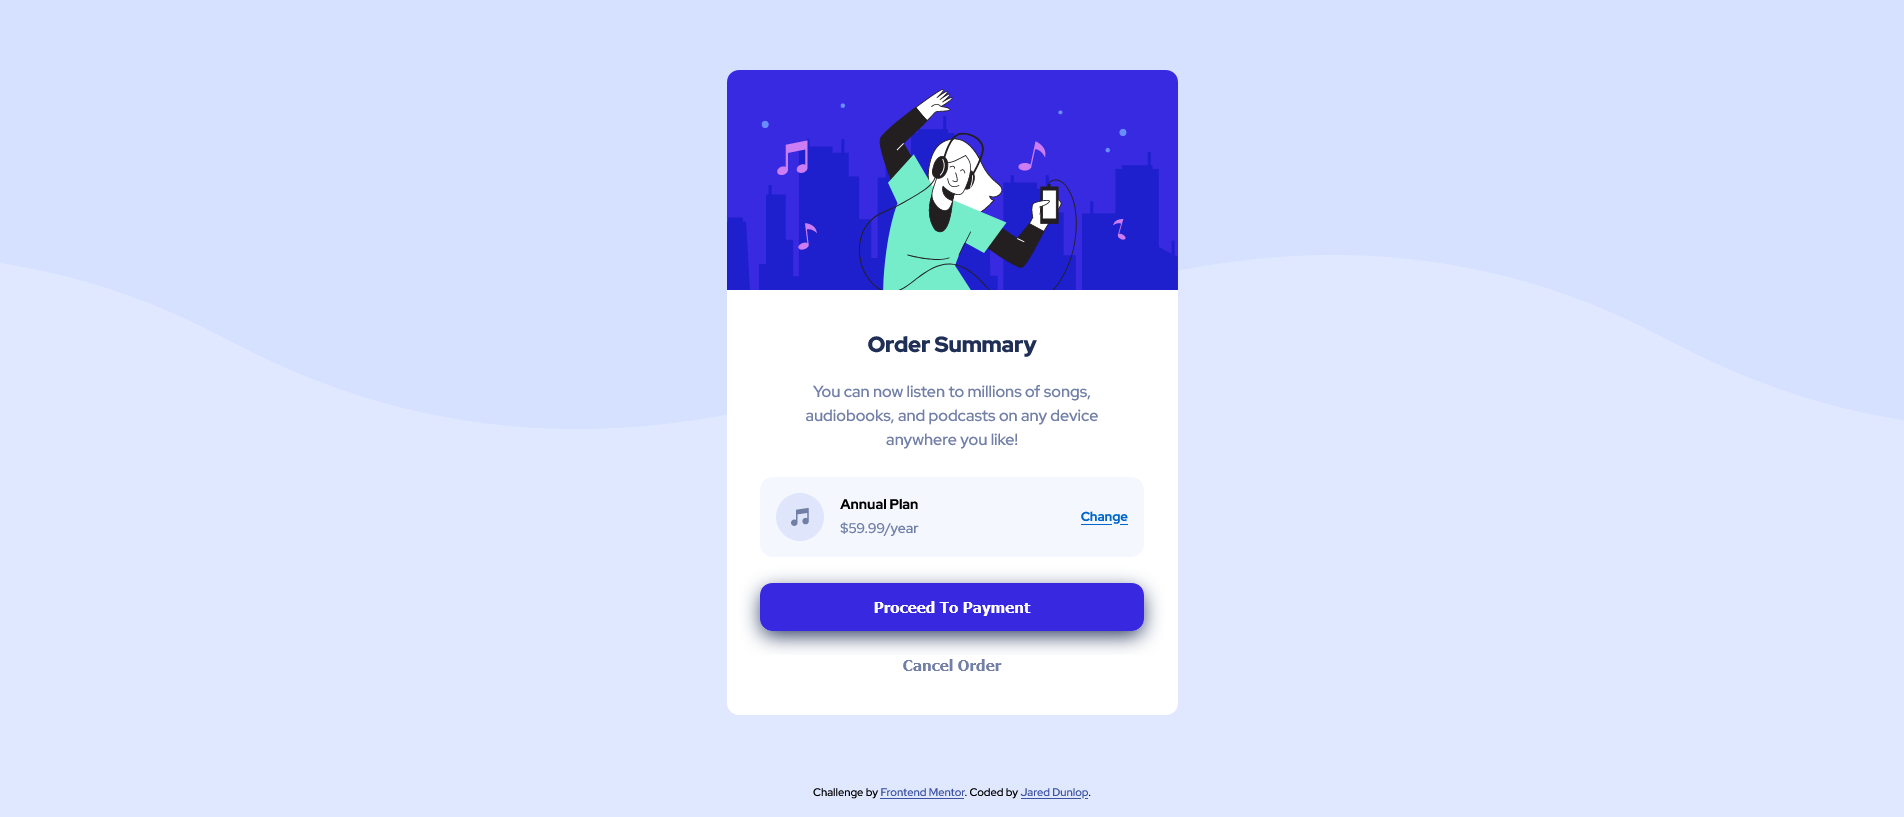 Order Summary
You can now listen to millions of songs,
audiobooks, and podcasts on any device
anywhere you like!
Annual Plan
$59.99/year
Change
Proceed To Payment
Cancel Order
Challenge by Frontend Mentor. Coded by Jared Dunlop.